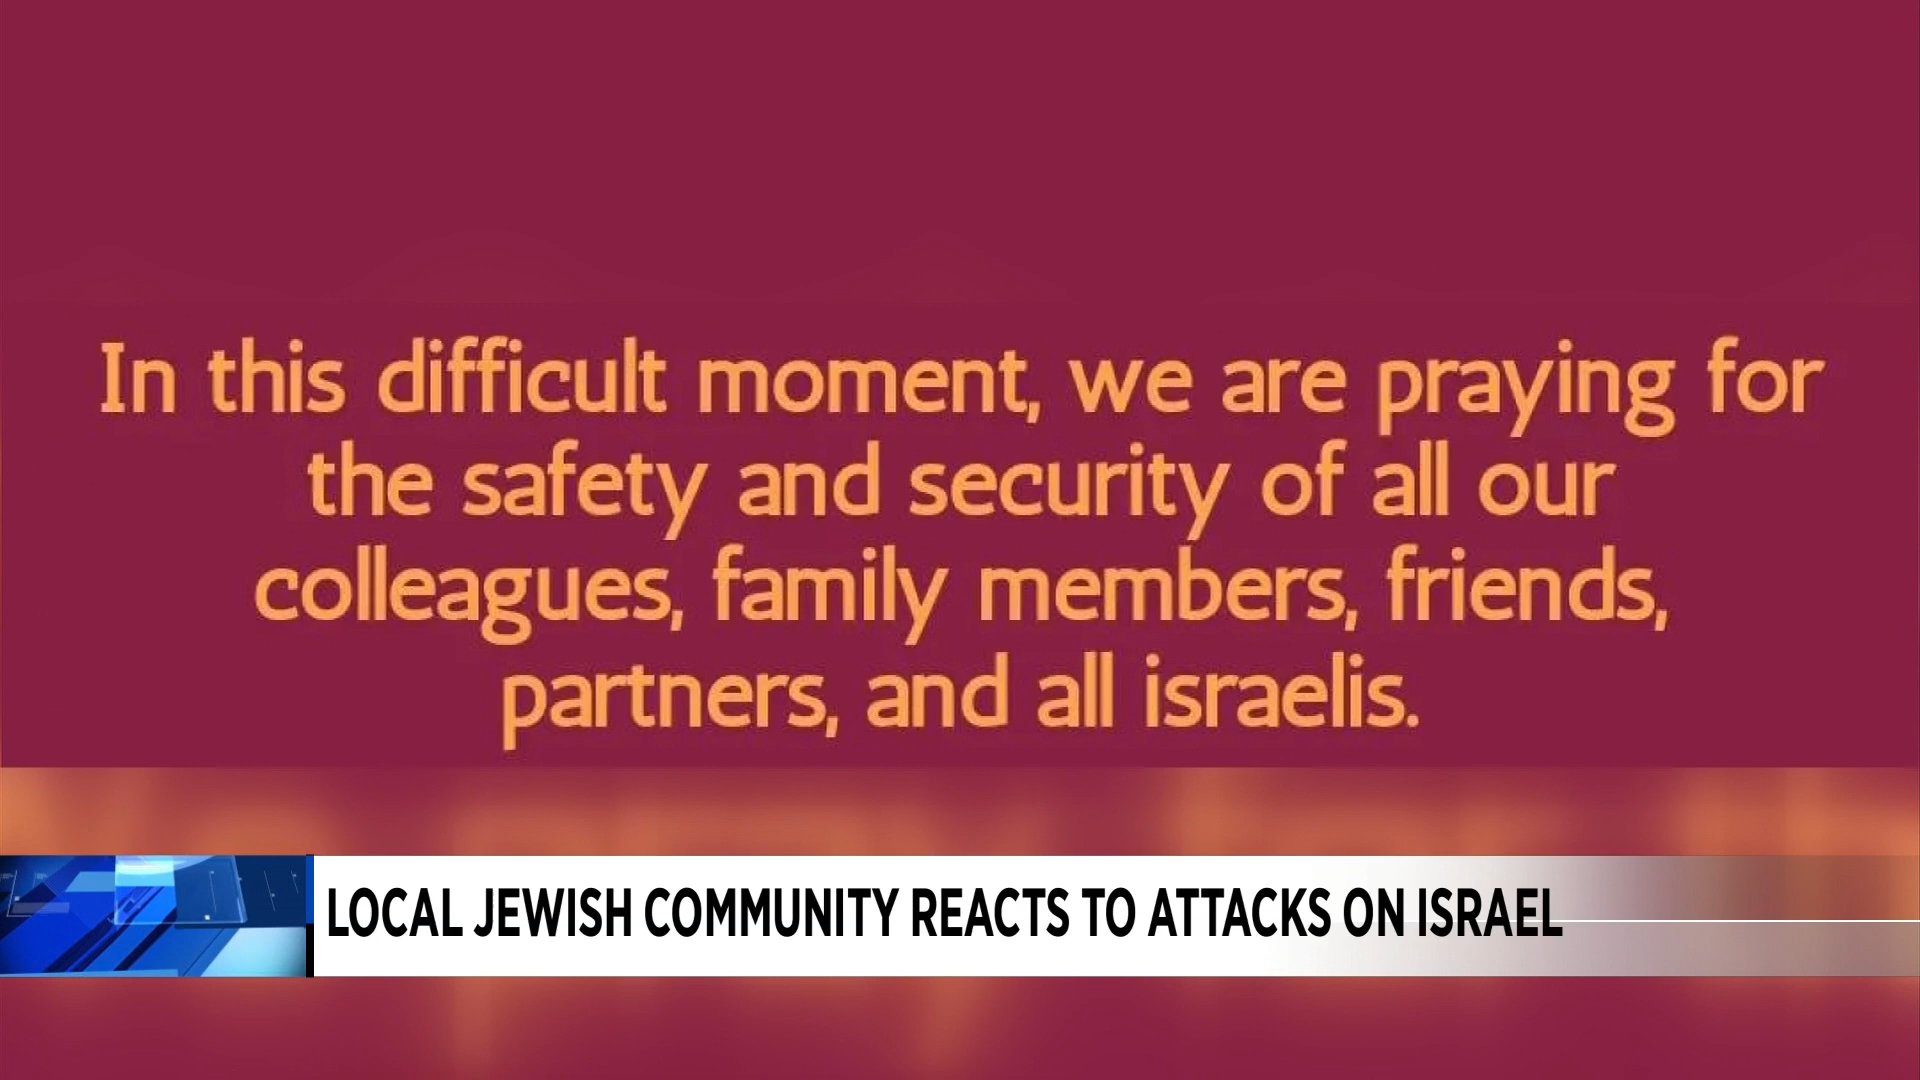 In this difficult moment, we are praying for
the safety and security of all our
colleagues, family members, friends,
partners, and all israelis.
LOCAL JEWISH COMMUNITY REACTS TO ATTACKS ON ISRAEL